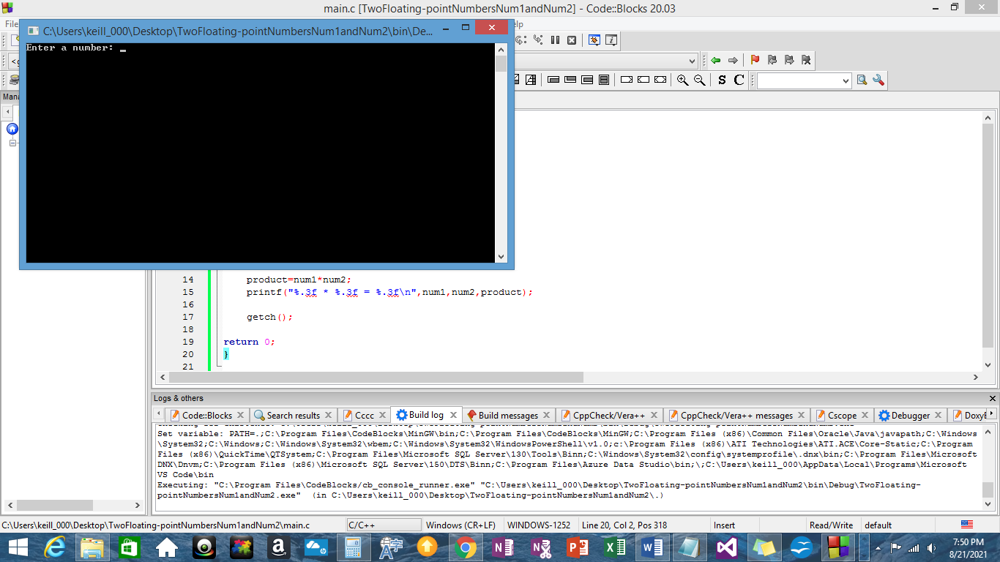 main.c [TwoFloating-pointNumbersNum1andNum2] - Code::Blocks 20.03
File
C:\Users\keill_000\Desktop\TwoFloating-pointNumbersNum1andNum2\bin\De...
Enter a number:
S C
14 product=num1*num2;
15 printf("%.3f * %.3f = %.3f\n",num1,num2,product);
16
17 getch();
18
19 return 0;
20 }
21
Logs & others
Code::Blocks
Search results
Cccc
Build log
Build messages
CppCheck/Vera++
CppCheck/Vera++ messages
Cscope
Debugger
Set variable: PATH=.;C:\Program Files\CodeBlocks\MinGW\bin;C:\Program Files\CodeBlocks\MinGW;C:\Program Files (x86)\Common Files\Oracle\Java\javapath;C:\Windows
\System32;C:\Windows;C:\Windows\System32\wbem;C:\Windows\System32\WindowsPowerShell\v1.0;c:\Program Files (x86)\ATI Technologies\ATI.ACE\Core-Static;C:\Program
Files (x86)\QuickTime\QTSystem;C:\Program Files\Microsoft SQL Server\130\Tools\Binn;C:\Windows\System32\config\systemprofile\.dnx\bin;C:\Program Files\Microsoft
DNX\Dnvm;C:\Program Files (x86)\Microsoft SQL Server\150\DTS\Binn;C:\Program Files\Azure Data Studio\bin;\;C:\Users\keill_000\AppData\Local\Programs\Microsoft
VS Code\bin
Executing: "C:\Program Files\CodeBlocks/cb_console_runner.exe" "C:\Users\keill_000\Desktop\TwoFloating-pointNumbersNum1andNum2\bin\Debug\TwoFloating-
pointNumbersNum1andNum2.exe" (in C:\Users\keill_000\Desktop\TwoFloating-pointNumbersNum1andNum2\.)
C:\Users\keill_000\Desktop\TwoFloating-pointNumbersNum1andNum2\main.c
C/C++
Windows (CR+LF)
WINDOWS-1252
Line 20, Col 2, Pos 318
Insert
Read/Write
default
7:50 PM
8/21/2021